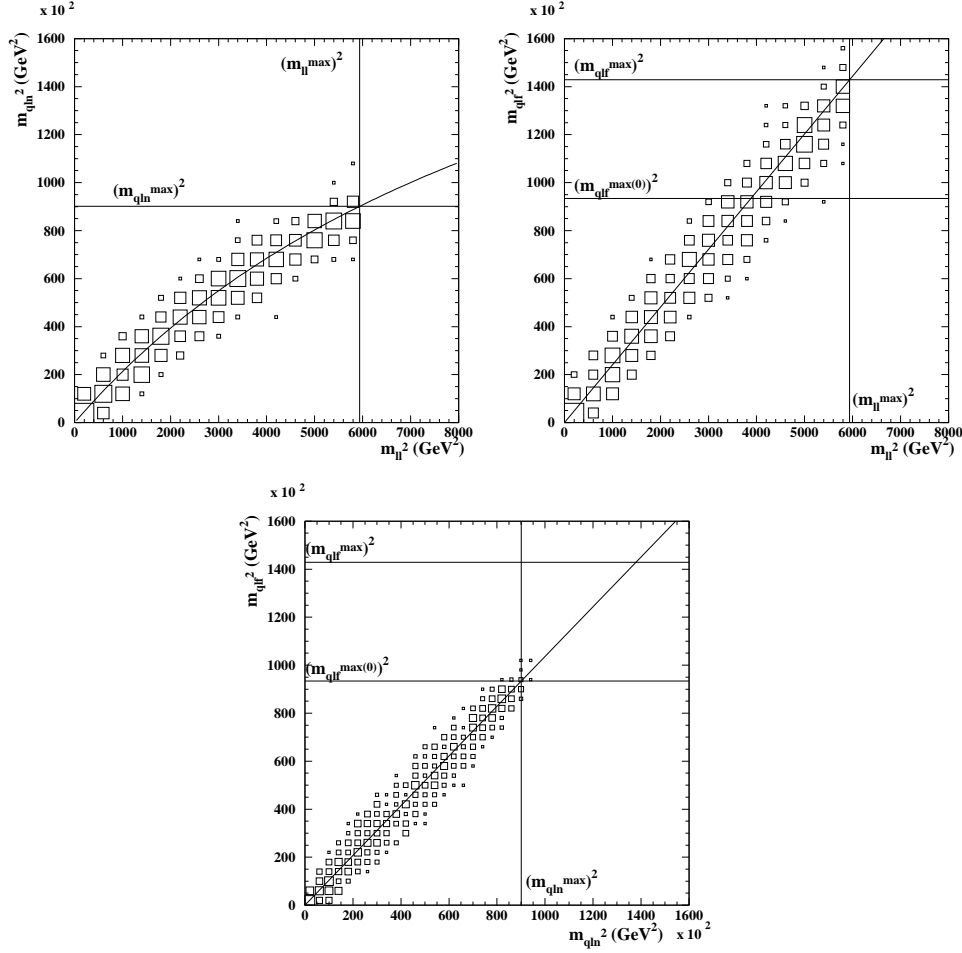 x 10 2
m_qln^2 (GeV^2)
1600
1400
1200
1000
800
600
400
200
0
(m_ll^max)^2
(m_qln^max)^2
0 1000 2000 3000 4000 5000 6000 7000 8000
m_ll^2 (GeV^2)
x 10 2
m_qlf^2 (GeV^2)
1600
1400
1200
1000
800
600
400
200
0
(m_qlf^max)^2
(m_qlf^max(0))^2
(m_ll^max)^2
0 1000 2000 3000 4000 5000 6000 7000 8000
m_ll^2 (GeV^2)
x 10 2
m_qlf^2 (GeV^2)
1600
1400
1200
1000
800
600
400
200
0
(m_qlf^max)^2
(m_qlf^max(0))^2
(m_qln^max)^2
0 200 400 600 800 1000 1200 1400 1600
m_qln^2 (GeV^2) x 10 2